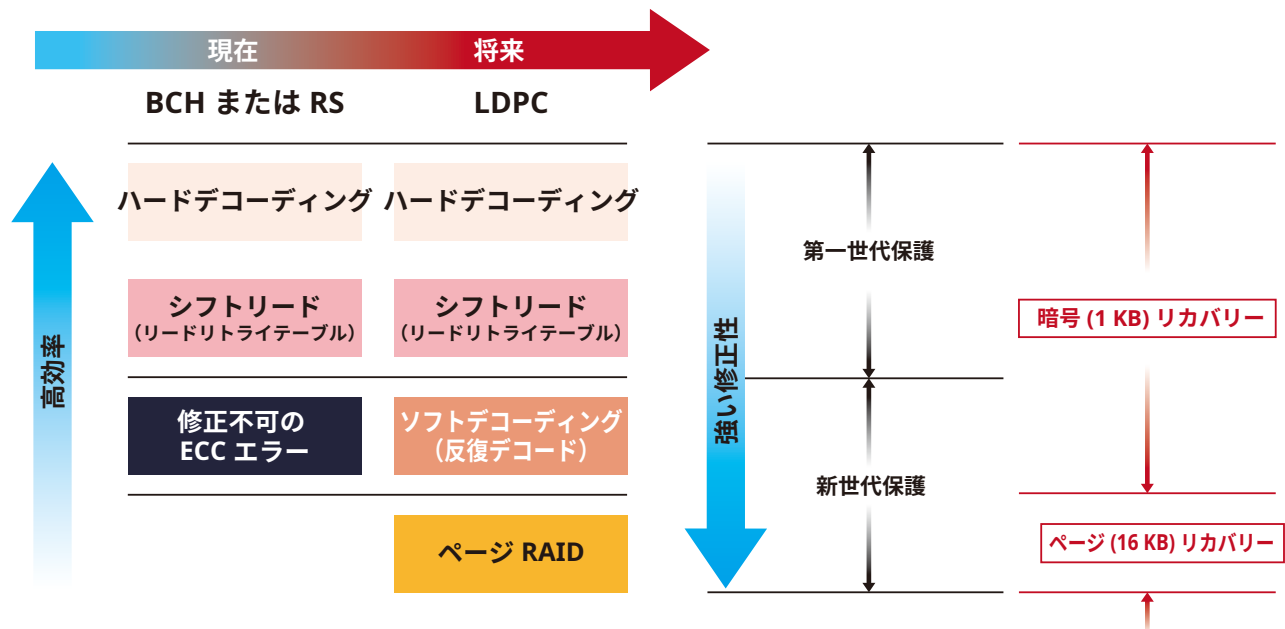 現在
将来
BCH または RS
LDPC
ハードデコーディング
ハードデコーディング
シフトリード
(リードリトライテーブル)
シフトリード
(リードリトライテーブル)
修正不可の
ECC エラー
ソフトデコーディング
(反復デコード)
ページ RAID
高効率
強い修正性
第一世代保護
新世代保護
暗号 (1 KB) リカバリー
ページ (16 KB) リカバリー